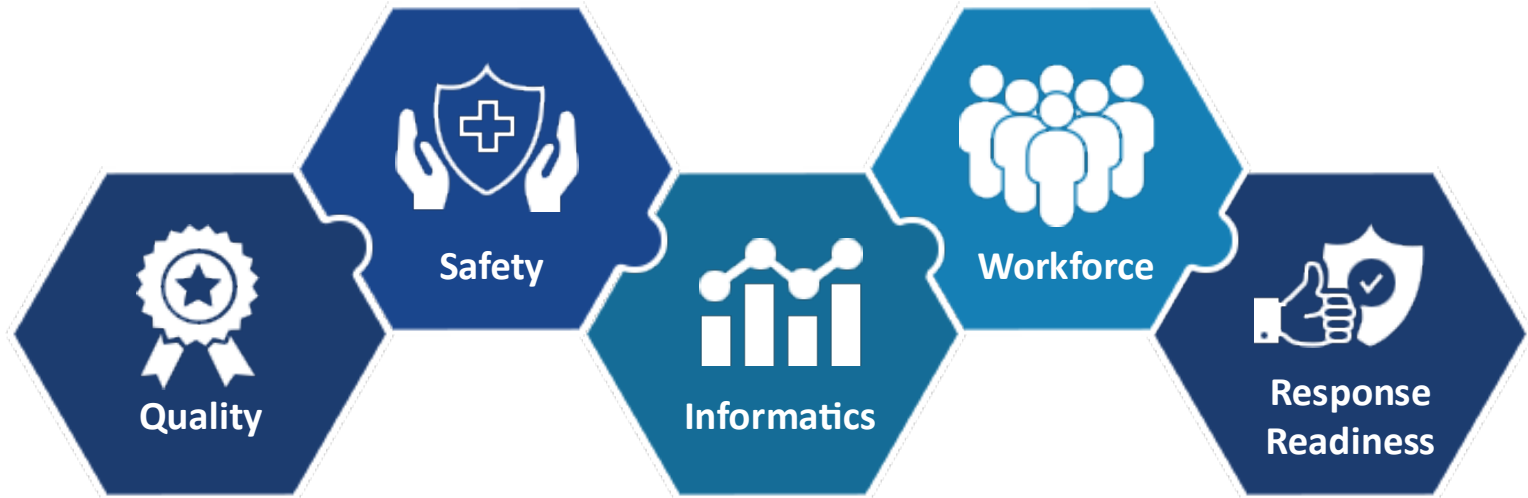 Quality
Safety
Informatics
Workforce
Response
Readiness